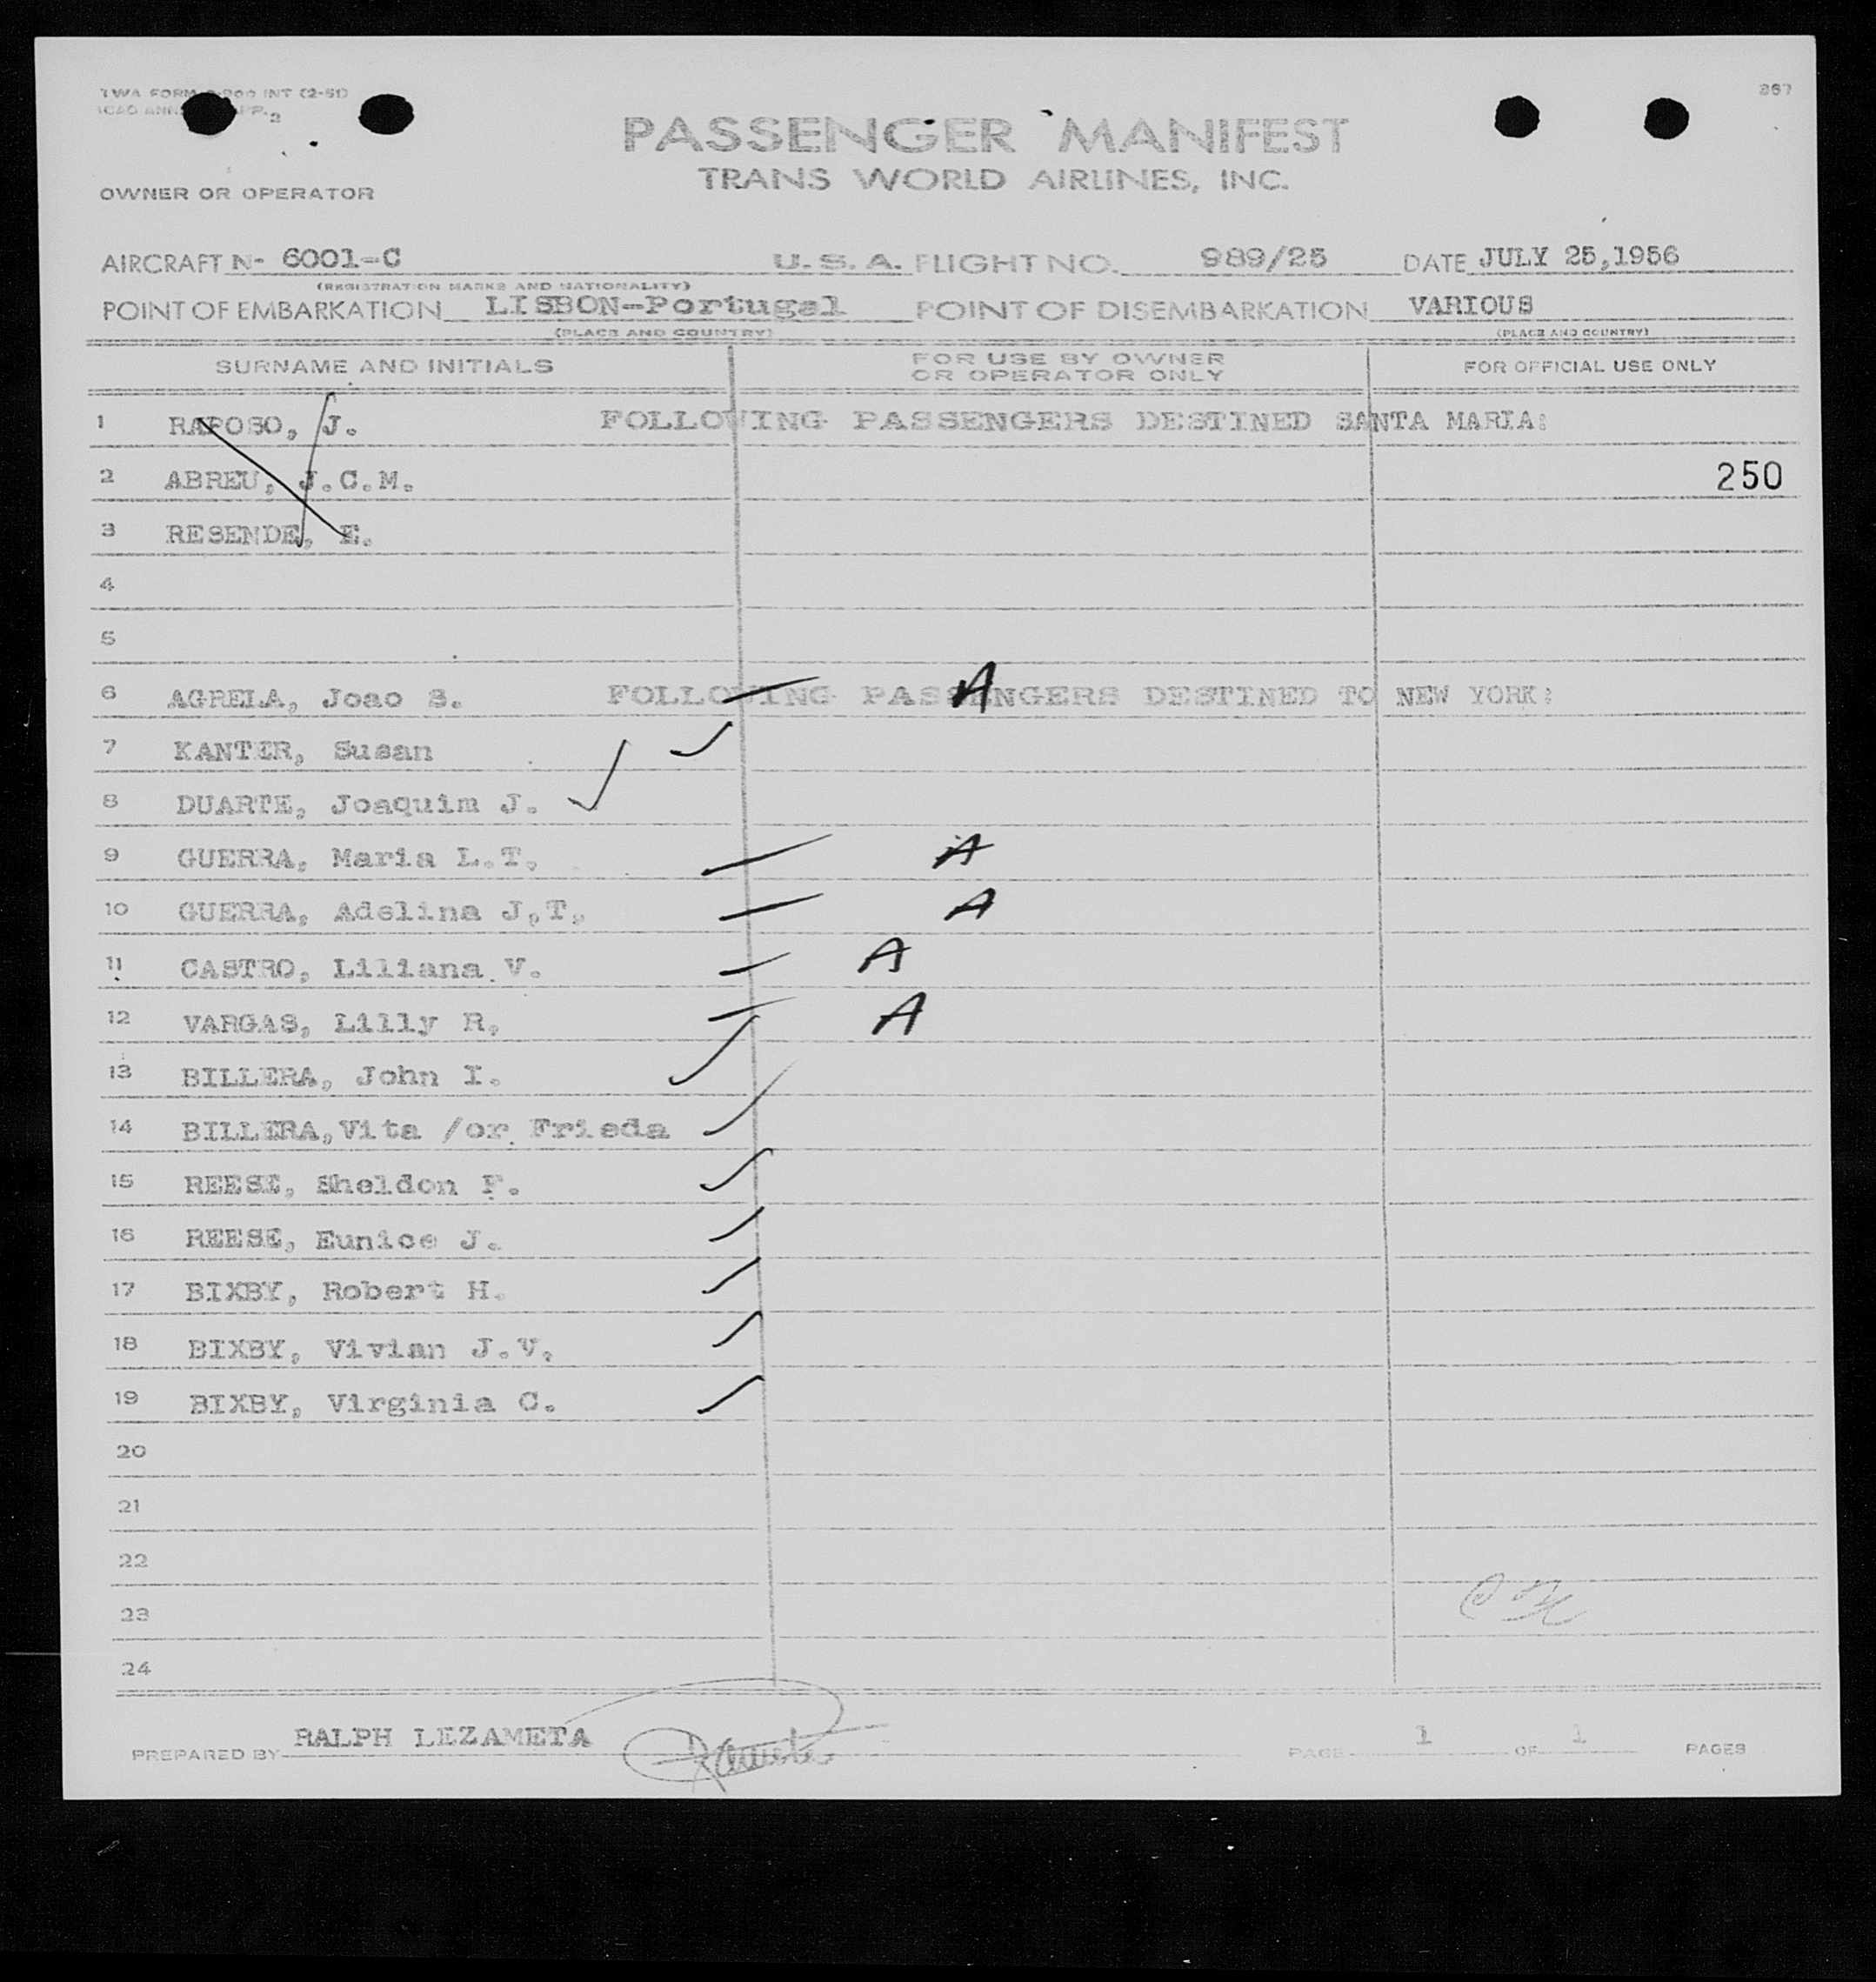 TWA FORM INT (2-51)
267
PASSENGER MANIFEST
TRANS WORLD AIRLINES, INC.
OWNER OR OPERATOR
AIRCRAFT N- 6001-C U.S.A. FLIGHT NO. 989/25 DATE JULY 25,1956
(REGISTRATION MARKS AND NATIONALITY)
POINT OF EMBARKATION LISBON-Portugal POINT OF DISEMBARKATION VARIOUS
(PLACE AND COUNTRY) (PLACE AND COUNTRY)
SURNAME AND INITIALS FOR USE BY OWNER OR OPERATOR ONLY FOR OFFICIAL USE ONLY
1 RAPOSO, J. FOLLOWING PASSENGERS DESTINED SANTA MARIA:
2 ABREU, J.C.M. 250
3 RESENDE, E.
4
5
6 AGRELA, Joao S. FOLLOWING PASSENGERS DESTINED TO NEW YORK: A
7 KANTER, Susan
8 DUARTE, Joaquim J.
9 GUERRA, Maria L.T. A
10 GUERRA, Adelina J.T. A
11 CASTRO, Liliana V. A
12 VARGAS, Lilly R. A
13 BILLERA, John I.
14 BILLERA,Vita /or Frieda
15 REESE, Sheldon F.
16 REESE, Eunice J.
17 BIXBY, Robert H.
18 BIXBY, Vivian J.V.
19 BIXBY, Virginia C.
20
21
22
23
24
PREPARED BY RALPH LEZAMETA PAGE 1 OF 1 PAGES